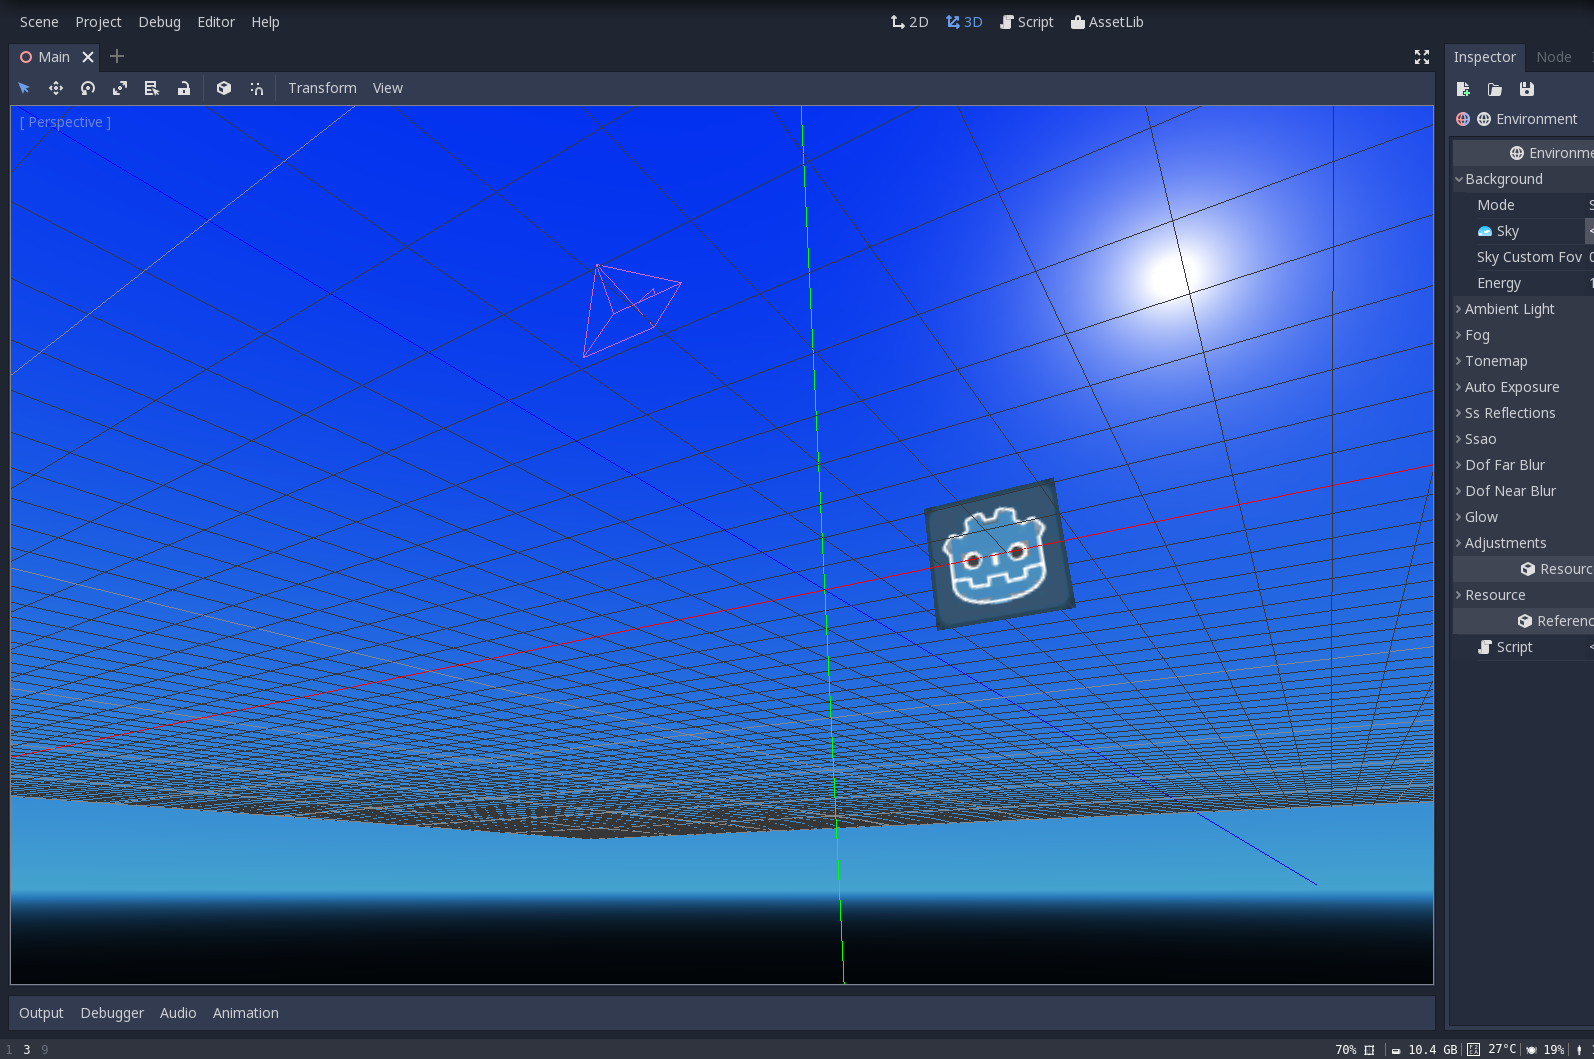 Scene Project Debug Editor Help 2D 3D Script AssetLib
Main Inspector Node
Transform View
[ Perspective ]
Environment
Environme
Background
Mode S
Sky <
Sky Custom Fov 0
Energy 1
Ambient Light
Fog
Tonemap
Auto Exposure
Ss Reflections
Ssao
Dof Far Blur
Dof Near Blur
Glow
Adjustments
Resourc
Resource
Referenc
Script <
Output Debugger Audio Animation
1 3 9 70% 10.4 GB 27°C 19%